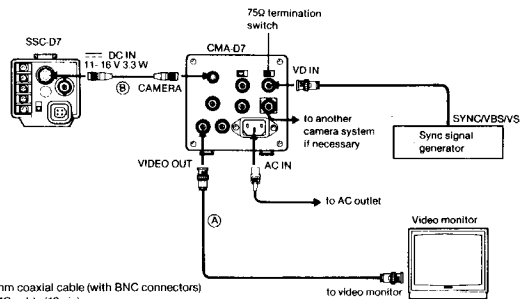 75Ω termination
switch
SSC-D7
DC IN
11-16 V 3.3 W
CMA-D7
VD IN
Ⓑ
CAMERA
SYNC/VBS/VS
to another
camera system
if necessary
Sync signal
generator
VIDEO OUT
AC IN
to AC outlet
Ⓐ
Video monitor
coaxial cable (with BNC connectors)
to video monitor